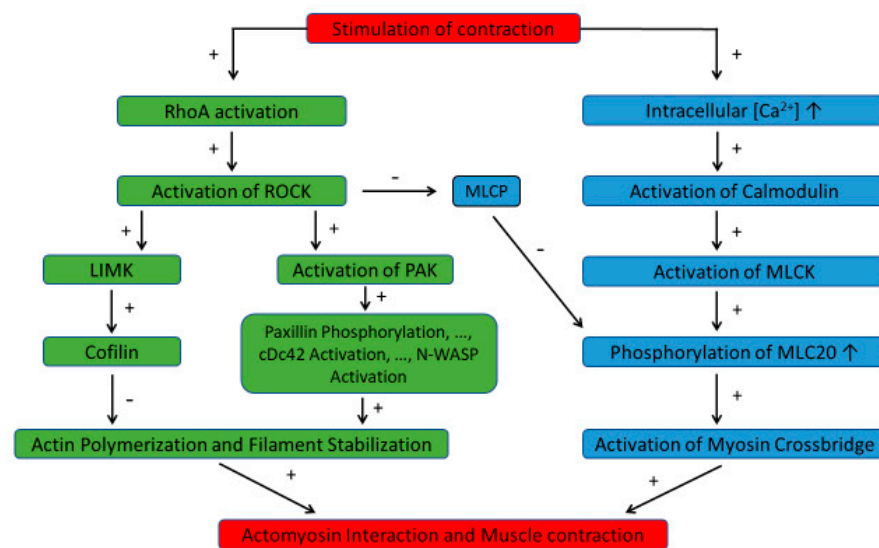 Stimulation of contraction
+
+
RhoA activation
Intracellular [Ca²⁺] ↑
+
+
Activation of ROCK
-
MLCP
Activation of Calmodulin
+
+
-
+
LIMK
Activation of PAK
Activation of MLCK
+
+
+
Paxillin Phosphorylation, ...,
cDc42 Activation, ..., N-WASP
Activation
Cofilin
Phosphorylation of MLC20 ↑
-
+
+
Actin Polymerization and Filament Stabilization
Activation of Myosin Crossbridge
+
+
Actomyosin Interaction and Muscle contraction